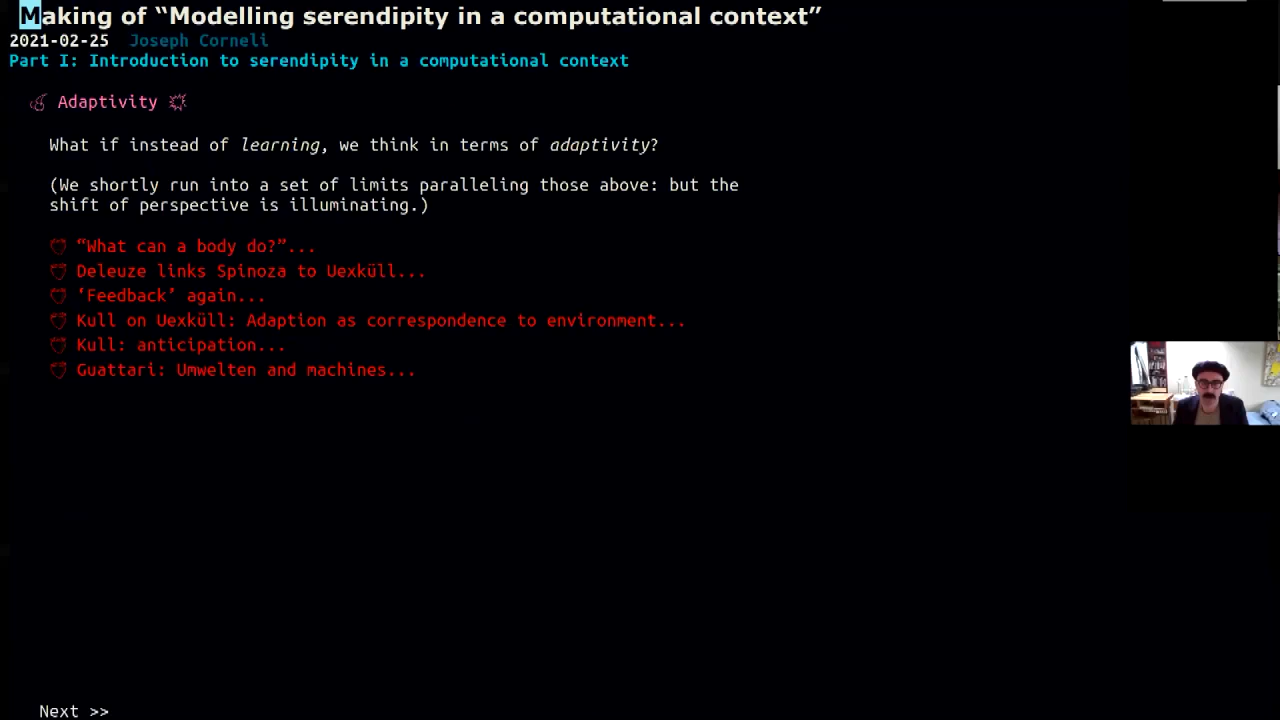 Making of “Modelling serendipity in a computational context”
2021-02-25 Joseph Corneli
Part I: Introduction to serendipity in a computational context
Adaptivity
What if instead of learning, we think in terms of adaptivity?
(We shortly run into a set of limits paralleling those above: but the
shift of perspective is illuminating.)
“What can a body do?”...
Deleuze links Spinoza to Uexküll...
‘Feedback’ again...
Kull on Uexküll: Adaption as correspondence to environment...
Kull: anticipation...
Guattari: Umwelten and machines...
Next >>